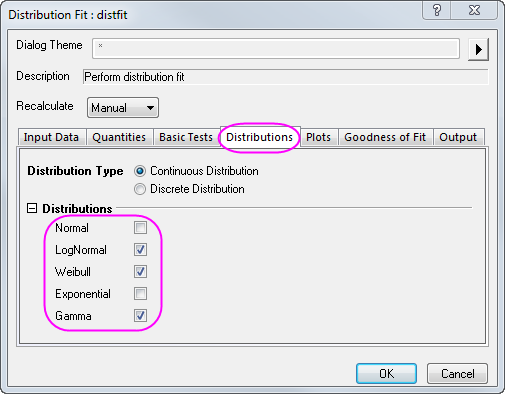 Distribution Fit : distfit
? X
Dialog Theme *
Description Perform distribution fit
Recalculate Manual
Input Data Quantities Basic Tests Distributions Plots Goodness of Fit Output
Distribution Type Continuous Distribution
Discrete Distribution
Distributions
Normal
LogNormal
Weibull
Exponential
Gamma
OK Cancel